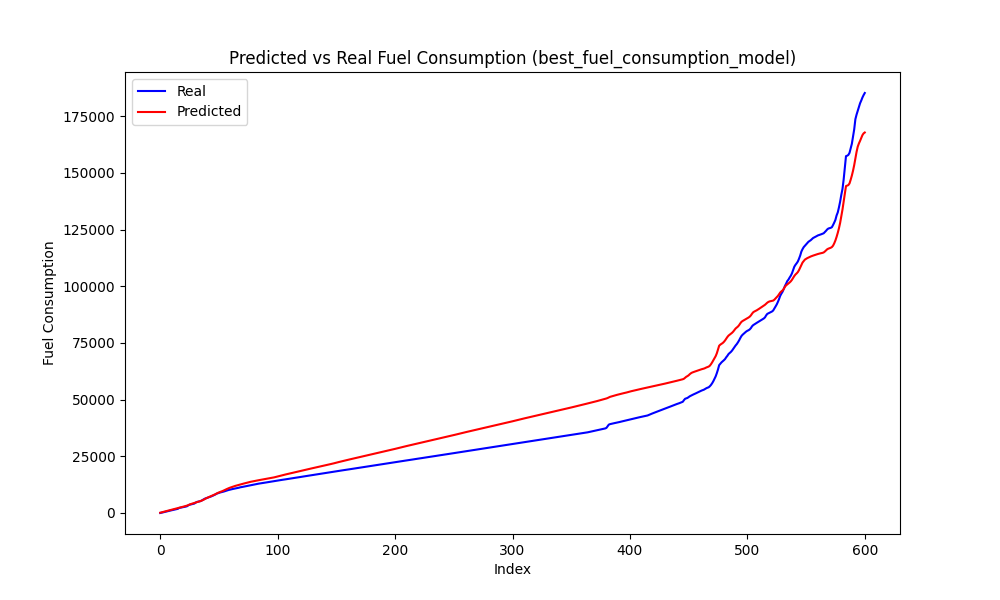 Predicted vs Real Fuel Consumption (best_fuel_consumption_model)
Real
Predicted
Fuel Consumption
175000
150000
125000
100000
75000
50000
25000
0
0 100 200 300 400 500 600
Index